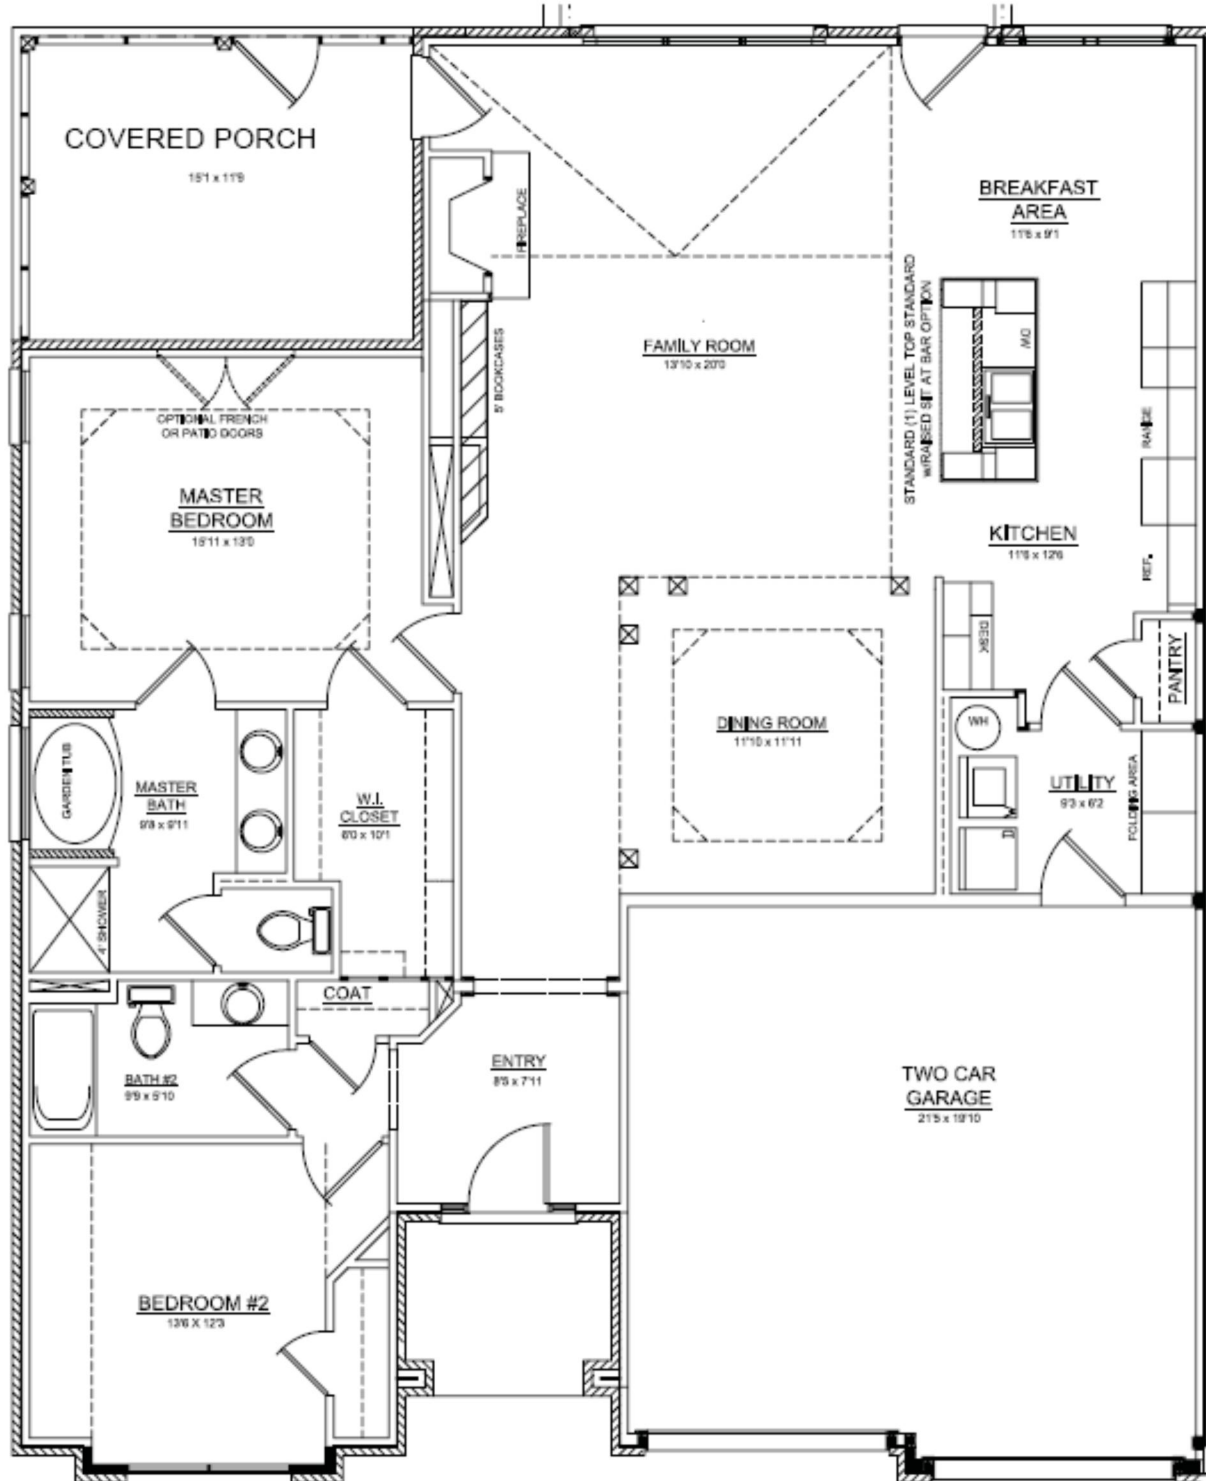 COVERED PORCH
15'1 x 11'9
FIREPLACE
BREAKFAST
AREA
11'6 x 9'1
FAMILY ROOM
13'10 x 20'0
5' BOOKCASES
STANDARD (1) LEVEL TOP STANDARD
w/RAISED SIT AT BAR OPTION
DW
RANGE
OPTIONAL FRENCH
OR PATIO DOORS
MASTER
BEDROOM
15'11 x 13'0
KITCHEN
11'6 x 12'6
REF.
DESK
PANTRY
DINING ROOM
11'10 x 11'11
WH
UTILITY
9'3 x 6'2
FOLDING AREA
W
D
GARDEN TUB
MASTER
BATH
9'8 x 9'11
W.I.
CLOSET
8'0 x 10'1
4' SHOWER
COAT
BATH #2
9'9 x 5'10
ENTRY
8'5 x 7'11
TWO CAR
GARAGE
21'5 x 19'10
BEDROOM #2
13'6 X 12'3